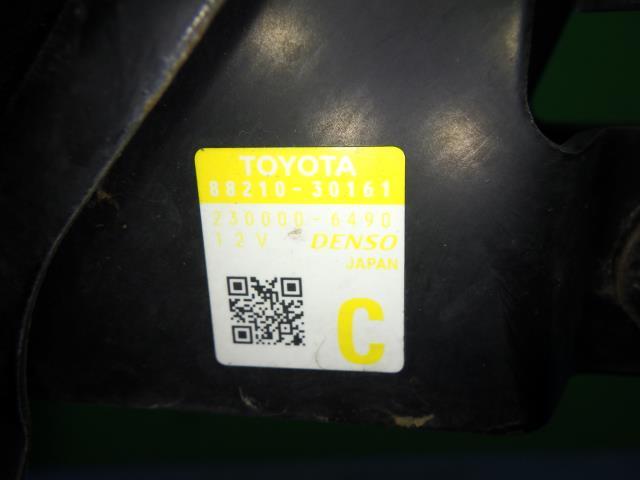 TOYOTA
88210-30161
230000-6490
12V DENSO
JAPAN
C